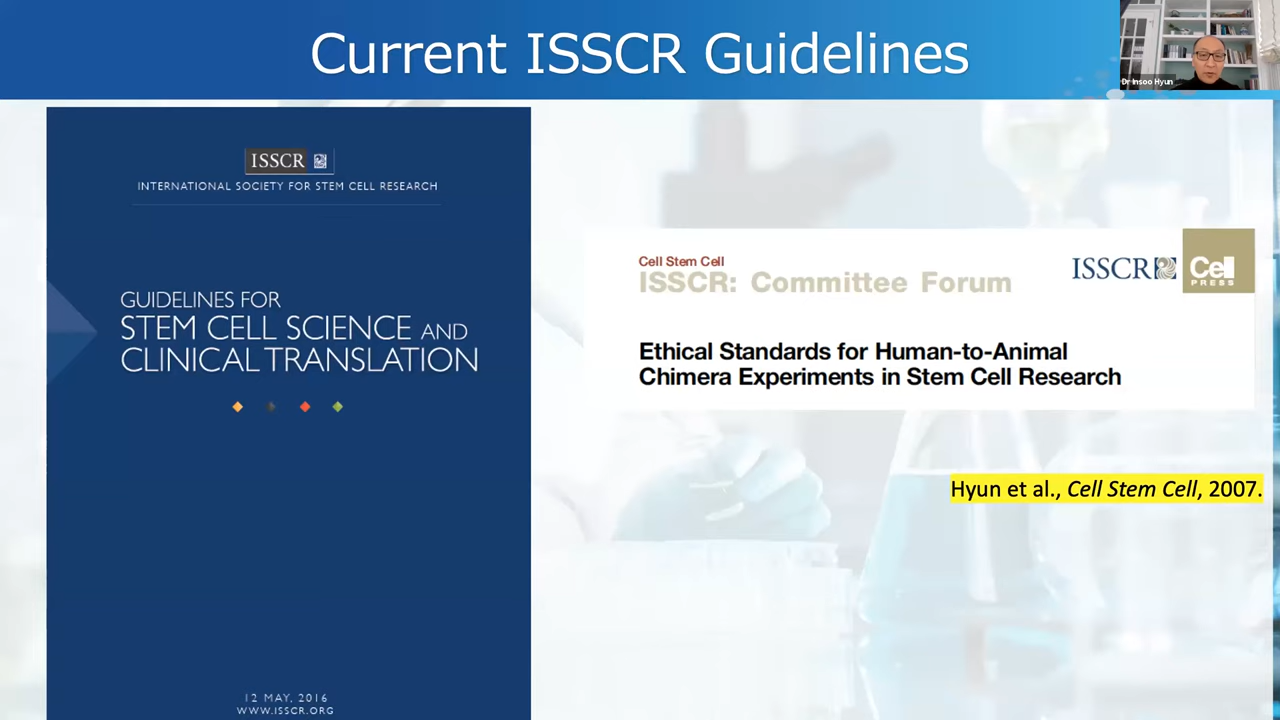 Current ISSCR Guidelines
Dr Insoo Hyun
ISSCR
INTERNATIONAL SOCIETY FOR STEM CELL RESEARCH
GUIDELINES FOR
STEM CELL SCIENCE AND
CLINICAL TRANSLATION
12 MAY, 2016
WWW.ISSCR.ORG
Cell Stem Cell
ISSCR: Committee Forum
ISSCR
Cell
PRESS
Ethical Standards for Human-to-Animal
Chimera Experiments in Stem Cell Research
Hyun et al., Cell Stem Cell, 2007.